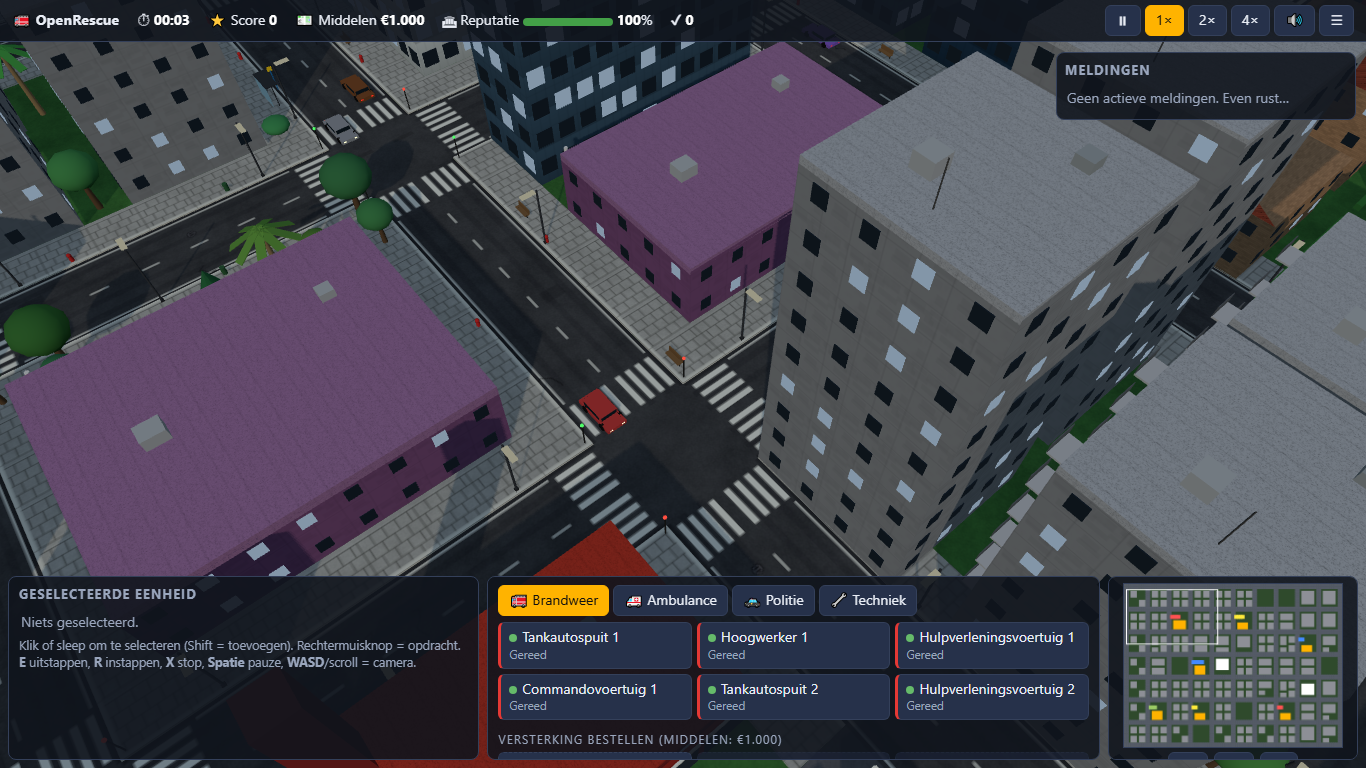 OpenRescue
00:03
Score 0
Middelen €1.000
Reputatie 100%
✓ 0
1×
2×
4×
MELDINGEN
Geen actieve meldingen. Even rust...
GESELECTEERDE EENHEID
Niets geselecteerd.
Klik of sleep om te selecteren (Shift = toevoegen). Rechtermuisknop = opdracht.
E uitstappen, R instappen, X stop, Spatie pauze, WASD/scroll = camera.
Brandweer
Ambulance
Politie
Techniek
Tankautospuit 1
Gereed
Hoogwerker 1
Gereed
Hulpverleningsvoertuig 1
Gereed
Commandovoertuig 1
Gereed
Tankautospuit 2
Gereed
Hulpverleningsvoertuig 2
Gereed
VERSTERKING BESTELLEN (MIDDELEN: €1.000)